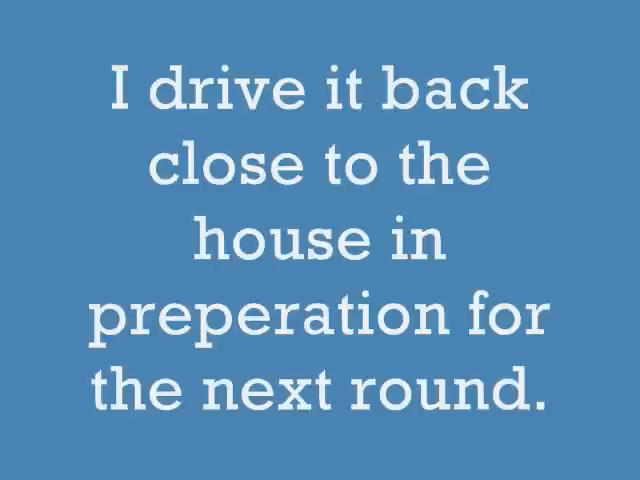 I drive it back
close to the
house in
preperation for
the next round.